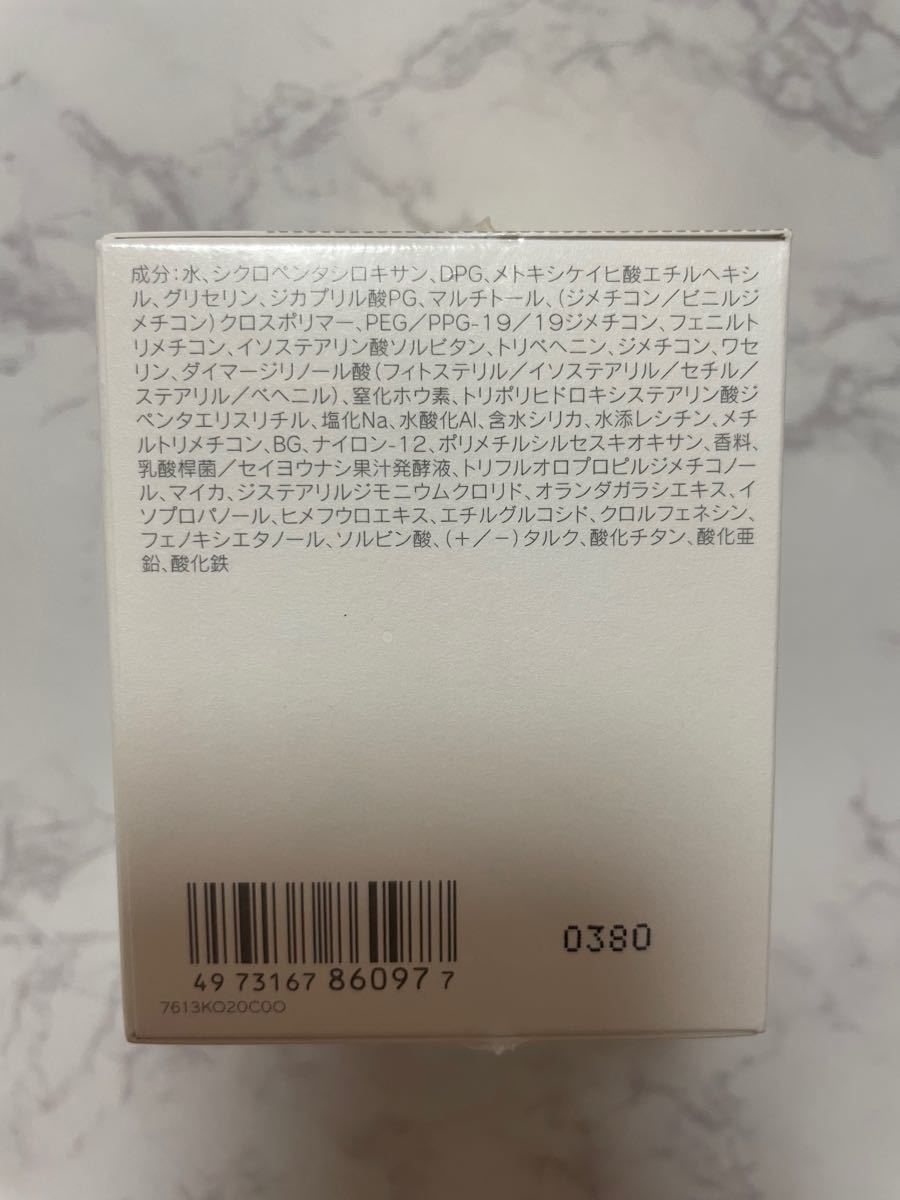 成分：水、シクロペンタシロキサン、DPG、メトキシケイヒ酸エチルヘキシ
ル、グリセリン、ジカプリル酸PG、マルチトール、（ジメチコン／ビニルジ
メチコン）クロスポリマー、PEG／PPG-19／19ジメチコン、フェニルト
リメチコン、イソステアリン酸ソルビタン、トリベヘニン、ジメチコン、ワセ
リン、ダイマージリノール酸（フィトステリル／イソステアリル／セチル／
ステアリル／ベヘニル）、窒化ホウ素、トリポリヒドロキシステアリン酸ジ
ペンタエリスリチル、塩化Na、水酸化Al、含水シリカ、水添レシチン、メチ
ルトリメチコン、BG、ナイロン-12、ポリメチルシルセスキオキサン、香料、
乳酸桿菌／セイヨウナシ果汁発酵液、トリフルオロプロピルジメチコノー
ル、マイカ、ジステアリルジモニウムクロリド、オランダガラシエキス、イ
ソプロパノール、ヒメフウロエキス、エチルグルコシド、クロルフェネシン、
フェノキシエタノール、ソルビン酸、（＋／－）タルク、酸化チタン、酸化亜
鉛、酸化鉄
0380
49 73167 86097 7
7613KO20C0O